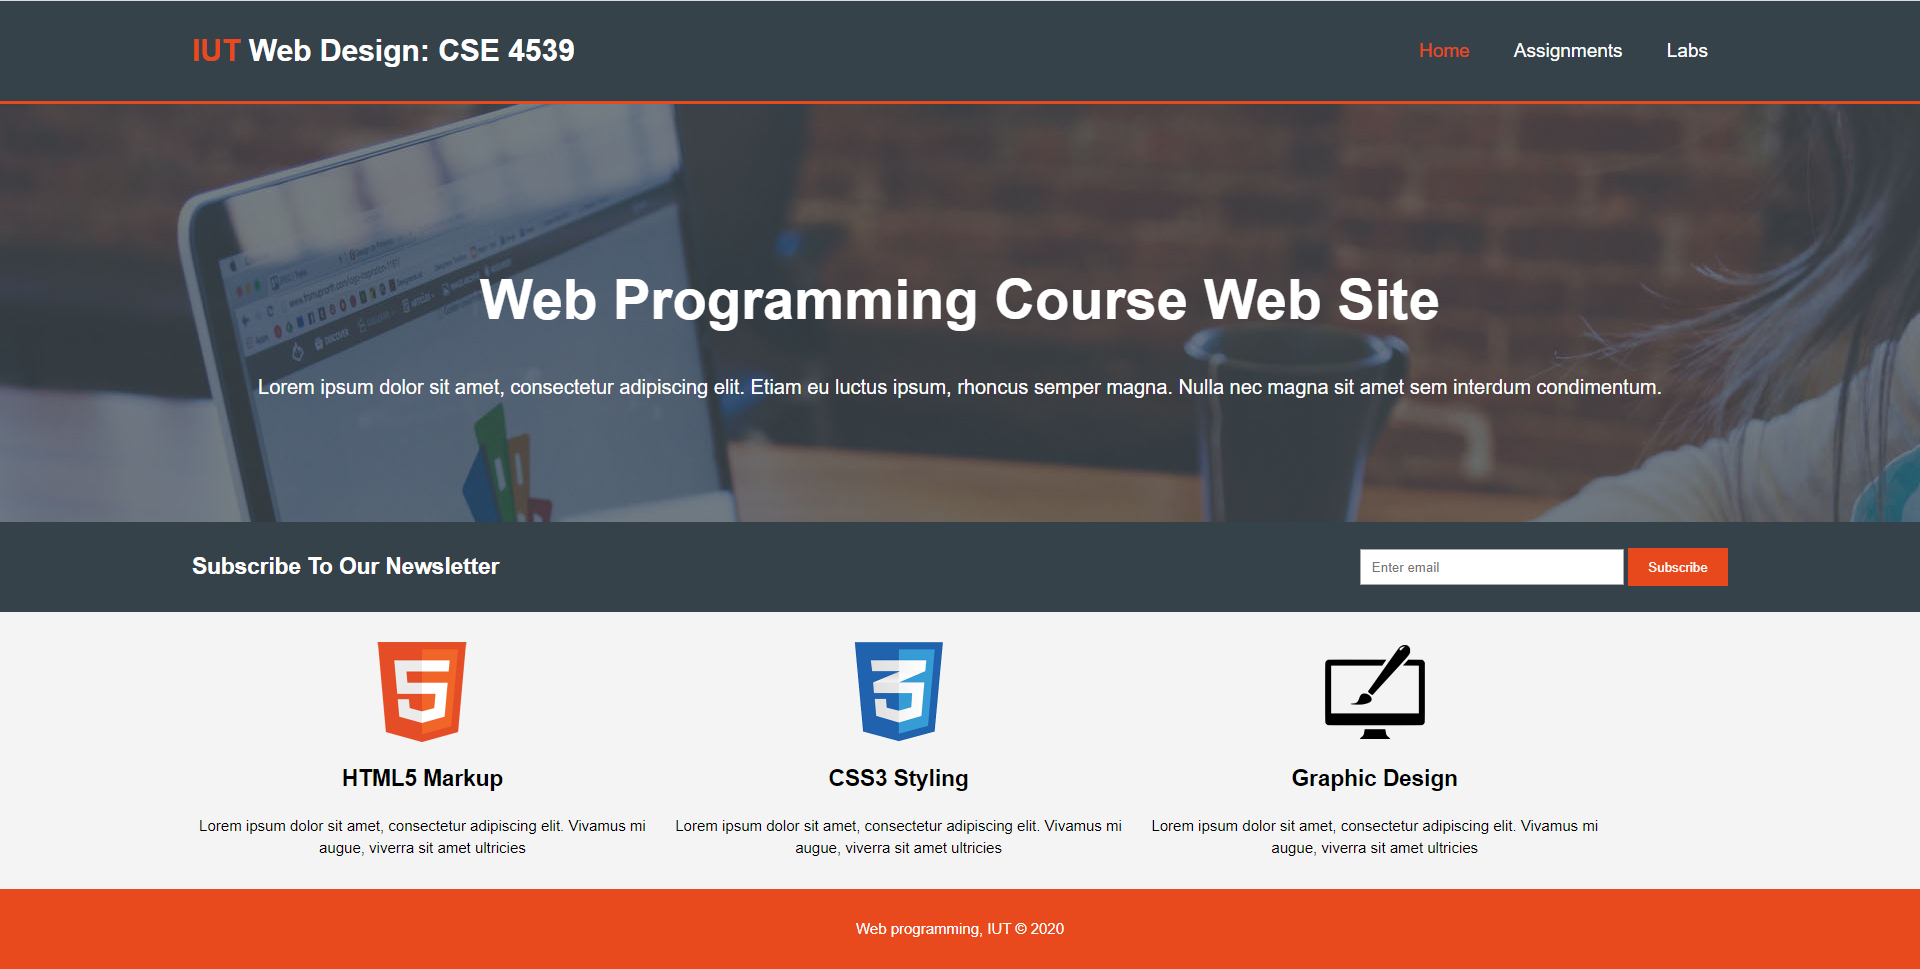 IUT Web Design: CSE 4539
Home Assignments Labs
DISCOVER
Web Programming Course Web Site
Lorem ipsum dolor sit amet, consectetur adipiscing elit. Etiam eu luctus ipsum, rhoncus semper magna. Nulla nec magna sit amet sem interdum condimentum.
Subscribe To Our Newsletter
Enter email
Subscribe
HTML5 Markup
Lorem ipsum dolor sit amet, consectetur adipiscing elit. Vivamus mi
augue, viverra sit amet ultricies
CSS3 Styling
Lorem ipsum dolor sit amet, consectetur adipiscing elit. Vivamus mi
augue, viverra sit amet ultricies
Graphic Design
Lorem ipsum dolor sit amet, consectetur adipiscing elit. Vivamus mi
augue, viverra sit amet ultricies
Web programming, IUT © 2020